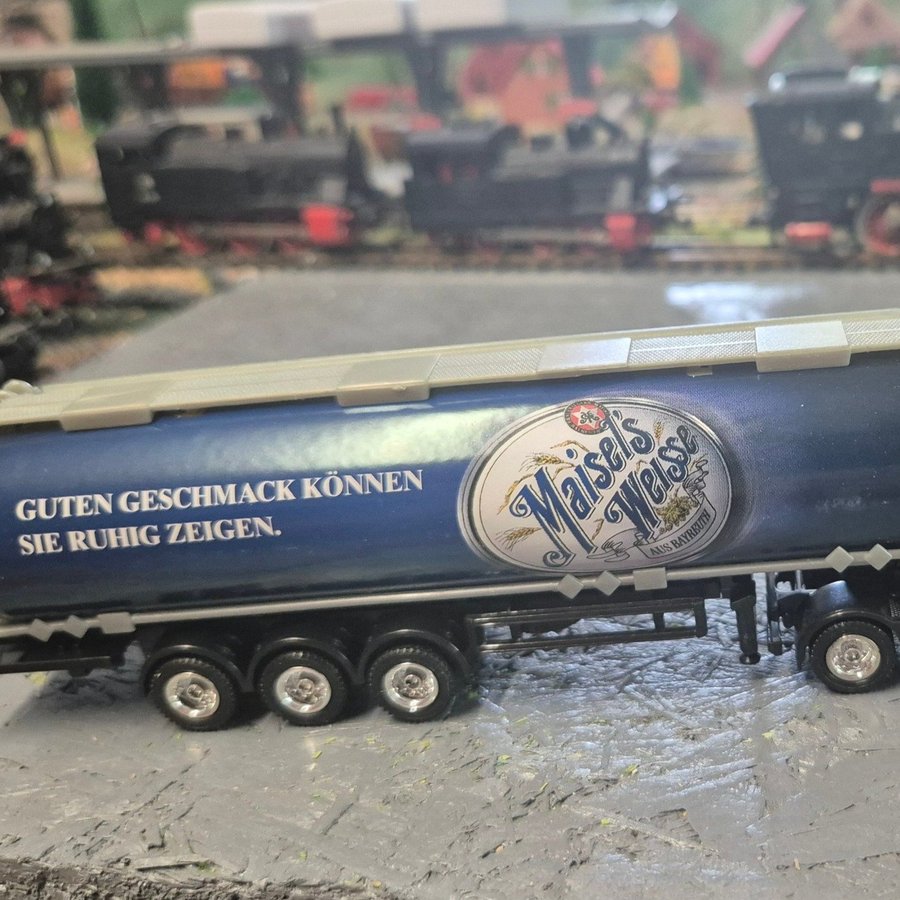 GUTEN GESCHMACK KÖNNEN
SIE RUHIG ZEIGEN.
Maisel's
Weisse
AUS BAYREUTH